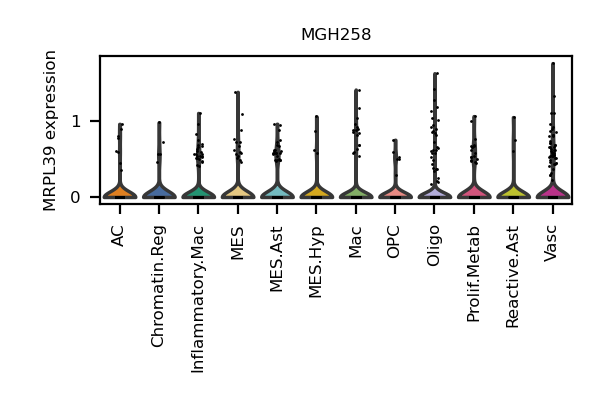 MGH258
MRPL39 expression
1
0
AC
Chromatin.Reg
Inflammatory.Mac
MES
MES.Ast
MES.Hyp
Mac
OPC
Oligo
Prolif.Metab
Reactive.Ast
Vasc